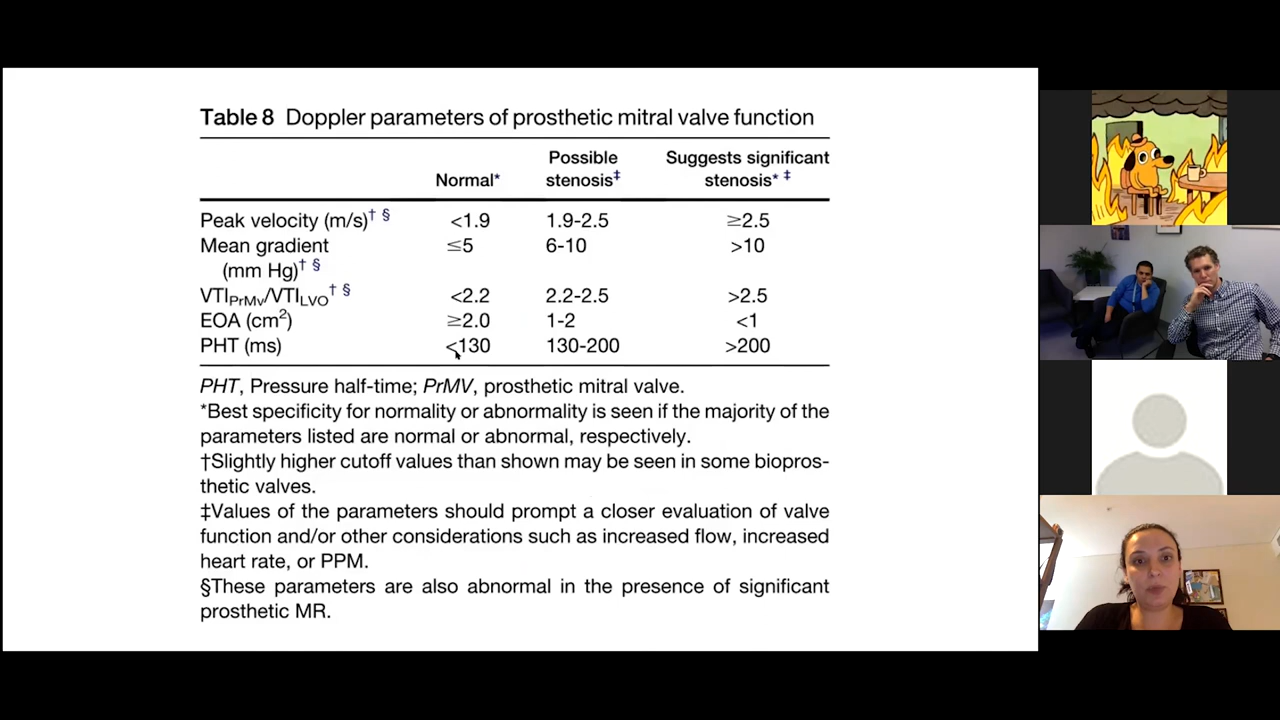 Table 8 Doppler parameters of prosthetic mitral valve function
Normal* Possible stenosis‡ Suggests significant stenosis* ‡
Peak velocity (m/s)† § <1.9 1.9-2.5 ≥2.5
Mean gradient (mm Hg)† § ≤5 6-10 >10
VTIPrMv/VTILVO† § <2.2 2.2-2.5 >2.5
EOA (cm2) ≥2.0 1-2 <1
PHT (ms) <130 130-200 >200
PHT, Pressure half-time; PrMV, prosthetic mitral valve.
*Best specificity for normality or abnormality is seen if the majority of the
parameters listed are normal or abnormal, respectively.
†Slightly higher cutoff values than shown may be seen in some biopros-
thetic valves.
‡Values of the parameters should prompt a closer evaluation of valve
function and/or other considerations such as increased flow, increased
heart rate, or PPM.
§These parameters are also abnormal in the presence of significant
prosthetic MR.